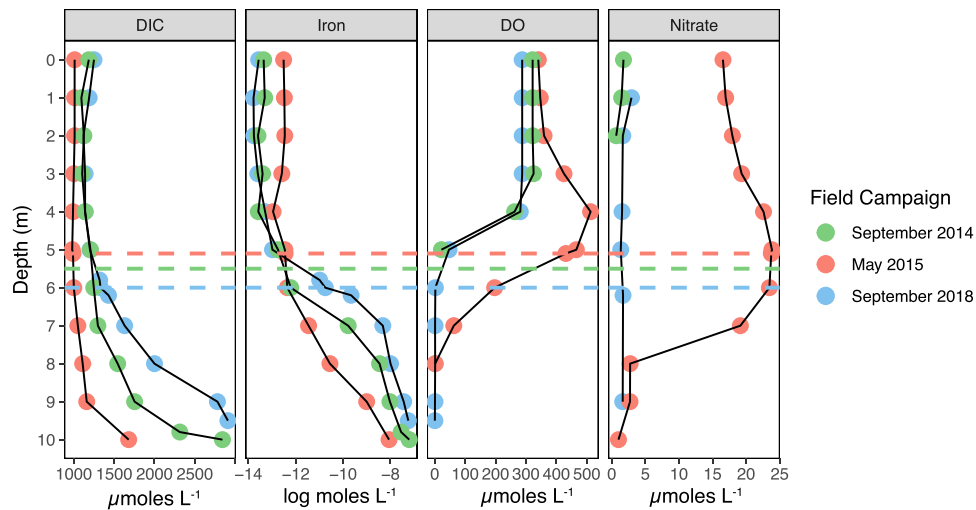 DIC Iron DO Nitrate
Depth (m)
0
1
2
3
4
5
6
7
8
9
10
1000 1500 2000 2500
−14 −12 −10 −8
0 100 200 300 400 500
0 5 10 15 20 25
µmoles L-1
log moles L-1
µmoles L-1
µmoles L-1
Field Campaign
September 2014
May 2015
September 2018